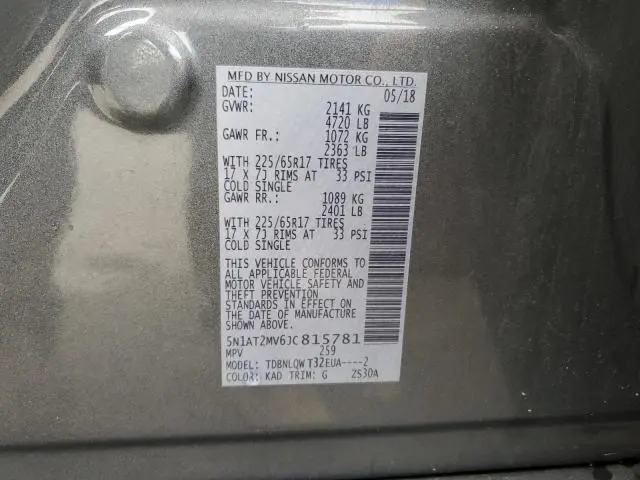 MFD BY NISSAN MOTOR CO., LTD.
DATE: 05/18
GVWR: 2141 KG
4720 LB
GAWR FR.: 1072 KG
2363 LB
WITH 225/65R17 TIRES
17 X 7J RIMS AT 33 PSI
COLD SINGLE
GAWR RR.: 1089 KG
2401 LB
WITH 225/65R17 TIRES
17 X 7J RIMS AT 33 PSI
COLD SINGLE
THIS VEHICLE CONFORMS TO
ALL APPLICABLE FEDERAL
MOTOR VEHICLE SAFETY AND
THEFT PREVENTION
STANDARDS IN EFFECT ON
THE DATE OF MANUFACTURE
SHOWN ABOVE.
5N1AT2MV6JC815781
MPV 259
MODEL: TDBNLQWT32EUA----2
COLOR: KAD TRIM: G ZS30A